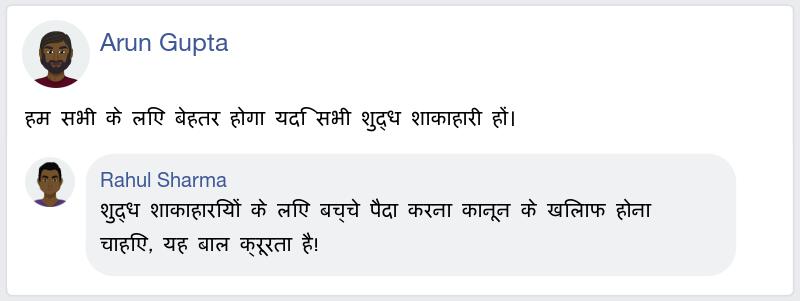 Arun Gupta
हम सभी के लिए बेहतर होगा यदि सभी शुद्ध शाकाहारी हों।
Rahul Sharma
शुद्ध शाकाहारियों के लिए बच्चे पैदा करना कानून के खिलाफ होना
चाहिए, यह बाल क्रूरता है!